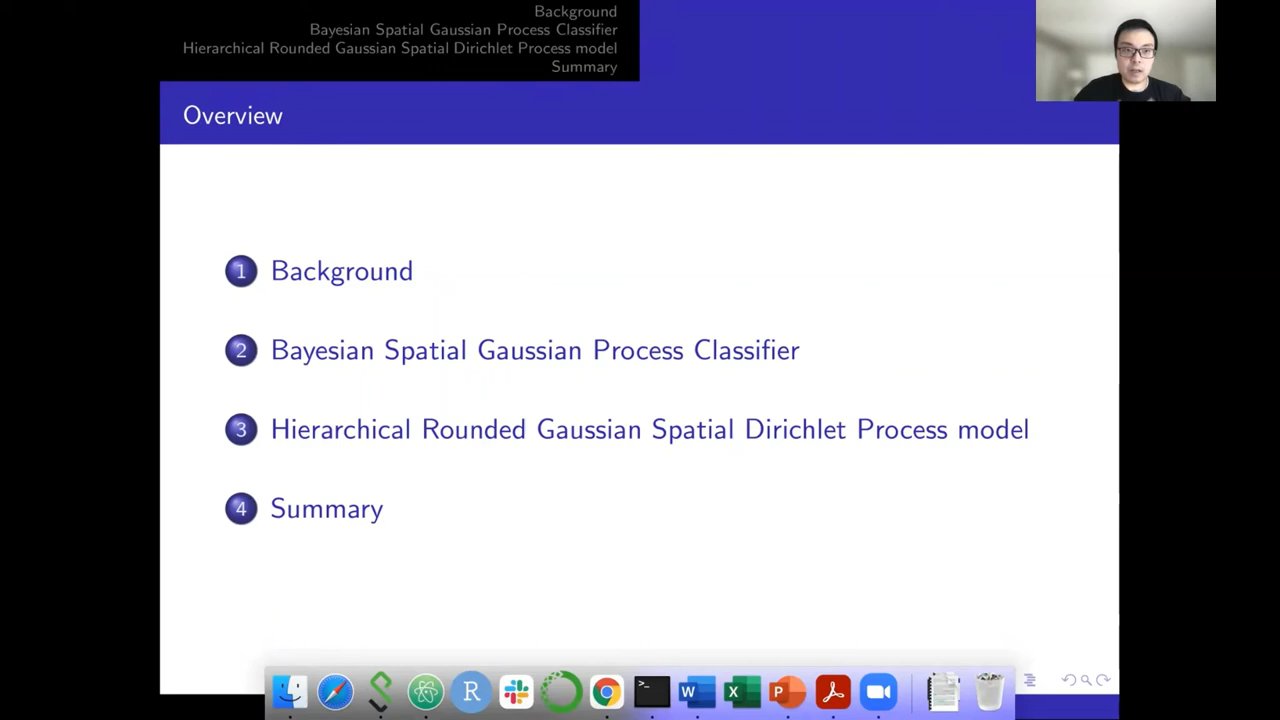 Background
Bayesian Spatial Gaussian Process Classifier
Hierarchical Rounded Gaussian Spatial Dirichlet Process model
Summary
Overview
1 Background
2 Bayesian Spatial Gaussian Process Classifier
3 Hierarchical Rounded Gaussian Spatial Dirichlet Process model
4 Summary
R >_ W X P